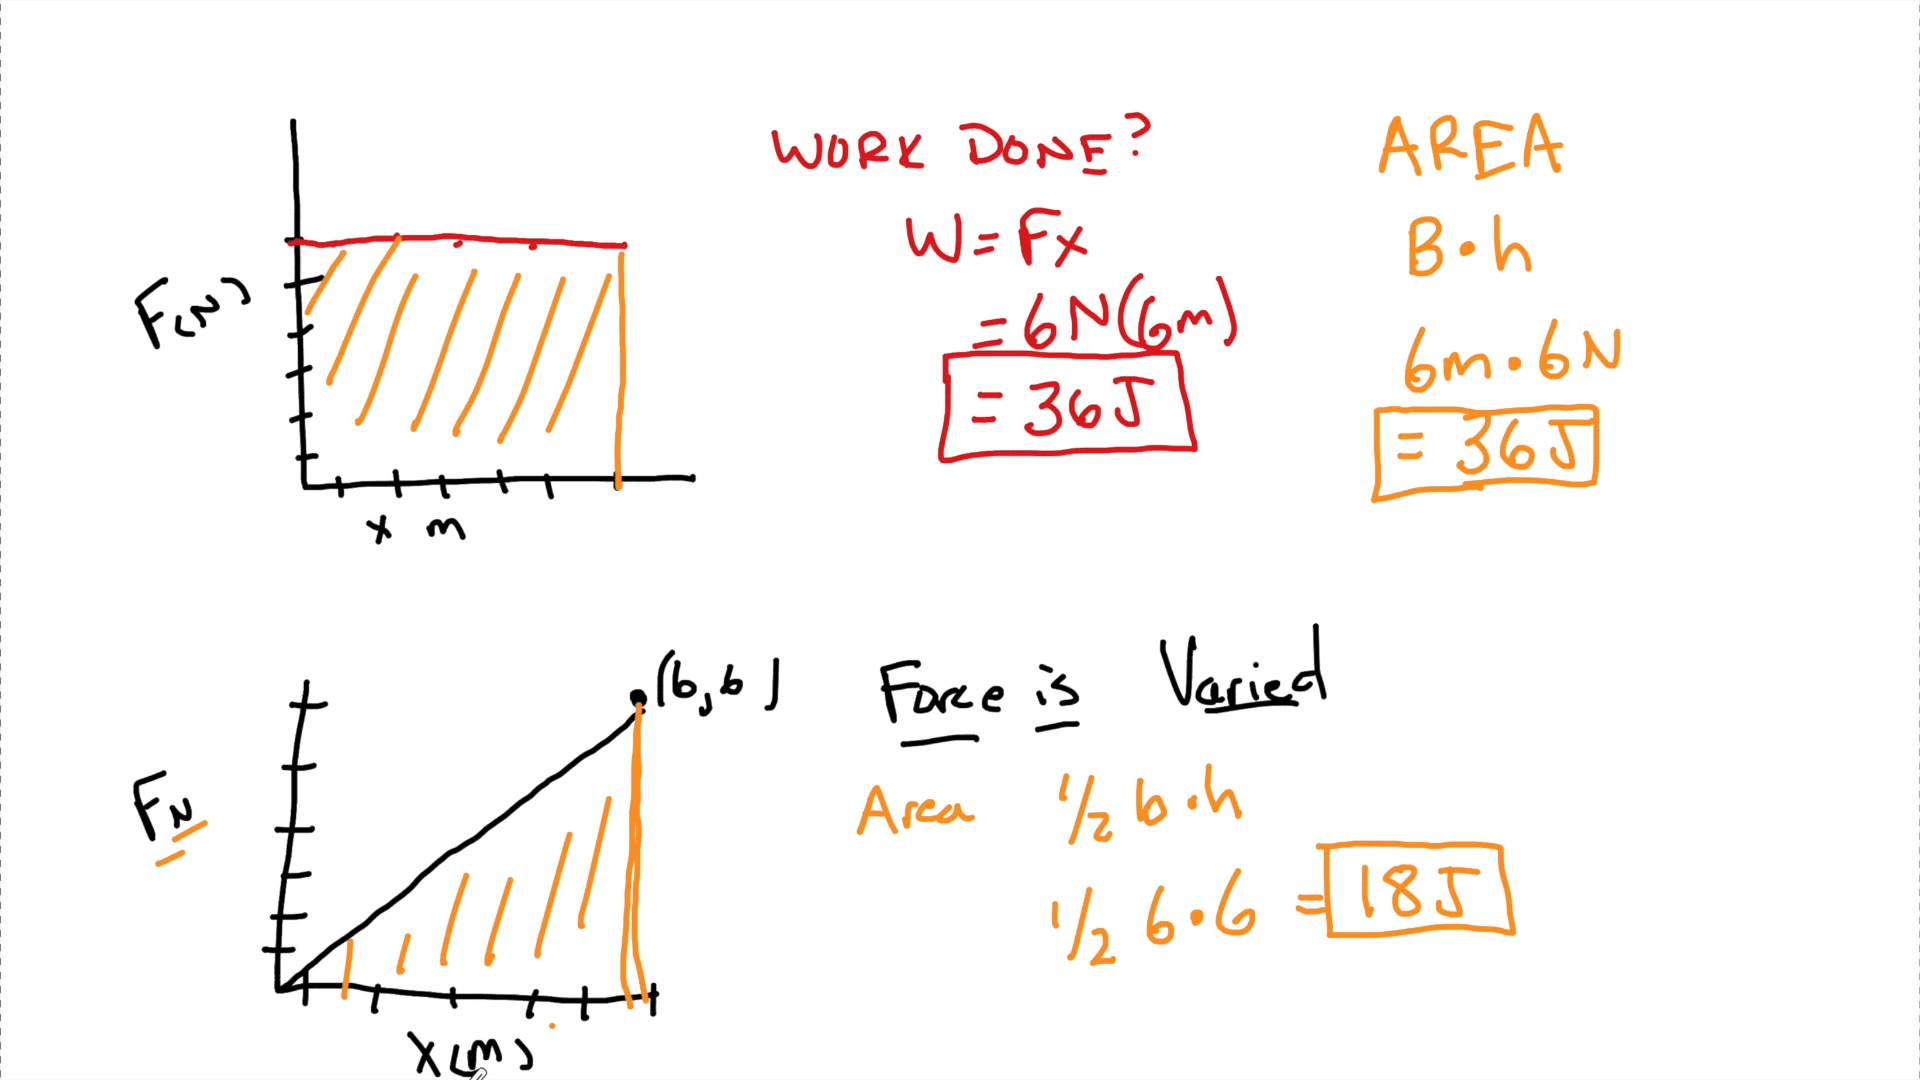 WORK DONE?
W = Fx
= 6N(6m)
= 36J
AREA
B • h
6m • 6N
= 36J
F(N)
x m
(6,6)
Force is Varied
FN
Area 1/2 b • h
1/2 6 • 6 = 18J
X(m)